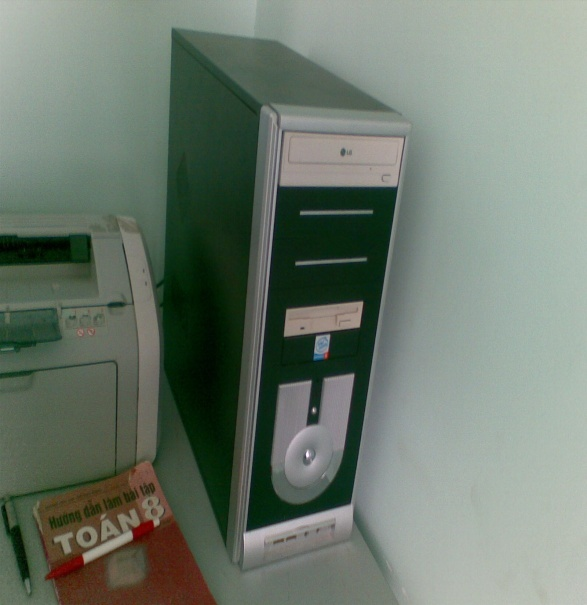 LG
Hướng dẫn làm bài tập
TOÁN 8